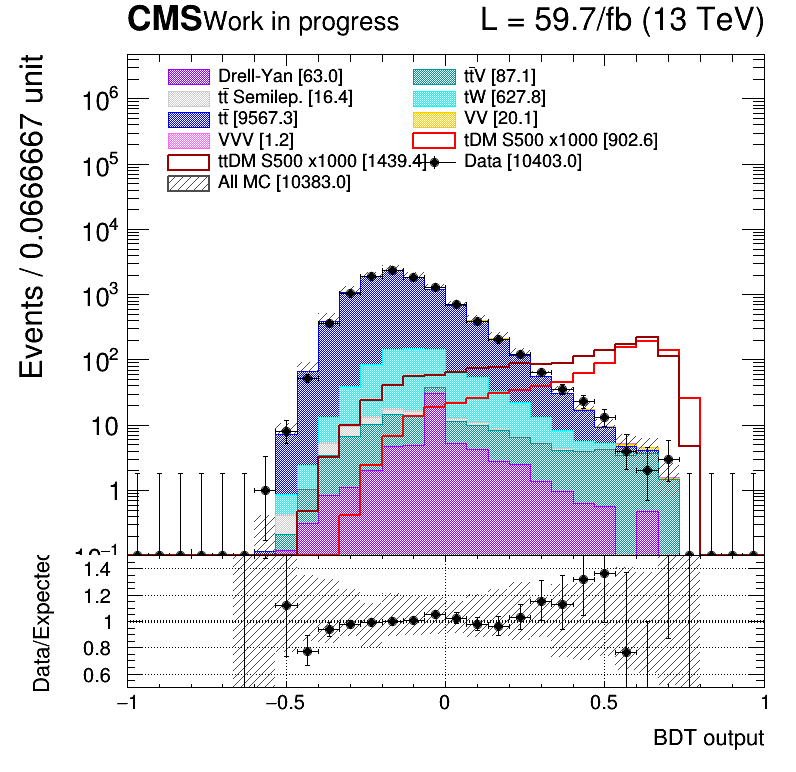 CMS Work in progress L = 59.7/fb (13 TeV)
Events / 0.0666667 unit
Drell-Yan [63.0] tt̄V [87.1]
tt̄ Semilep. [16.4] tW [627.8]
tt̄ [9567.3] VV [20.1]
VVV [1.2] tDM S500 x1000 [902.6]
ttDM S500 x1000 [1439.4] Data [10403.0]
All MC [10383.0]
10⁶
10⁵
10⁴
10³
10²
10
1
10⁻¹
Data/Expected
1.4
1.2
1
0.8
0.6
−1 −0.5 0 0.5 1
BDT output